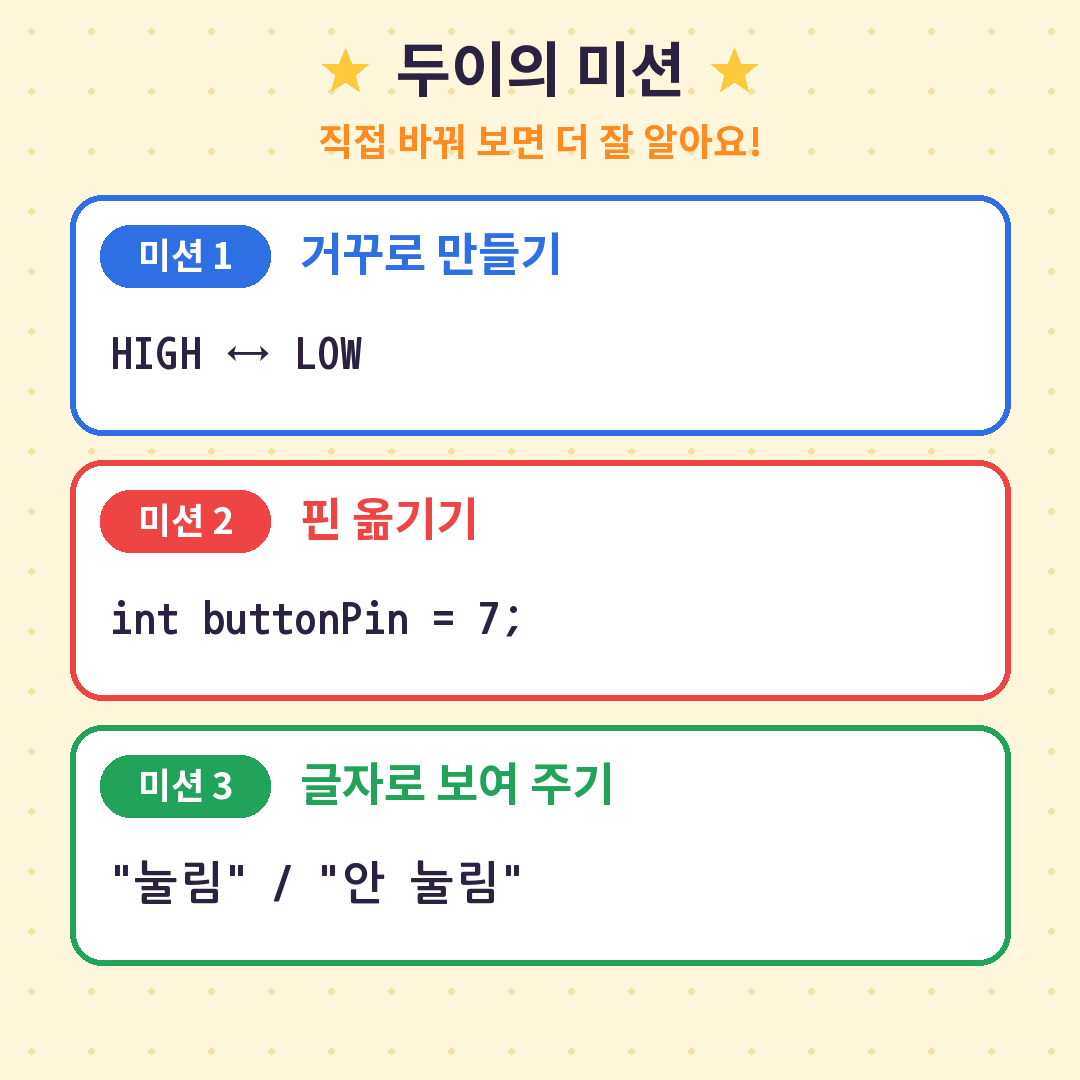 두이의 미션
직접 바꿔 보면 더 잘 알아요!
미션 1 거꾸로 만들기
HIGH ↔ LOW
미션 2 핀 옮기기
int buttonPin = 7;
미션 3 글자로 보여 주기
"눌림" / "안 눌림"